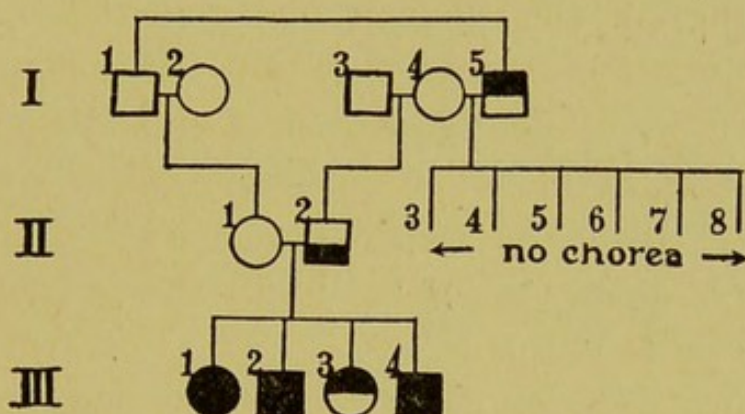 I 1 2 3 4 5
II 1 2 3 4 5 6 7 8
← no chorea →
III 1 2 3 4